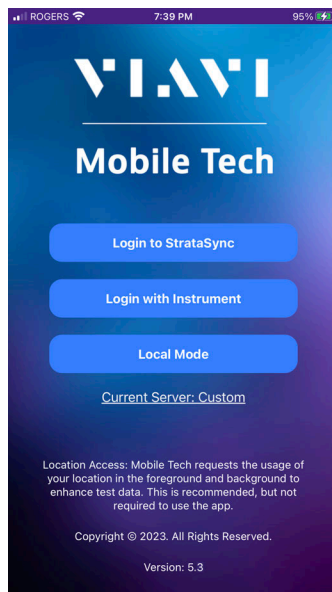 ROGERS 7:39 PM 95%
VIAVI
Mobile Tech
Login to StrataSync
Login with Instrument
Local Mode
Current Server: Custom
Location Access: Mobile Tech requests the usage of
your location in the foreground and background to
enhance test data. This is recommended, but not
required to use the app.
Copyright © 2023. All Rights Reserved.
Version: 5.3